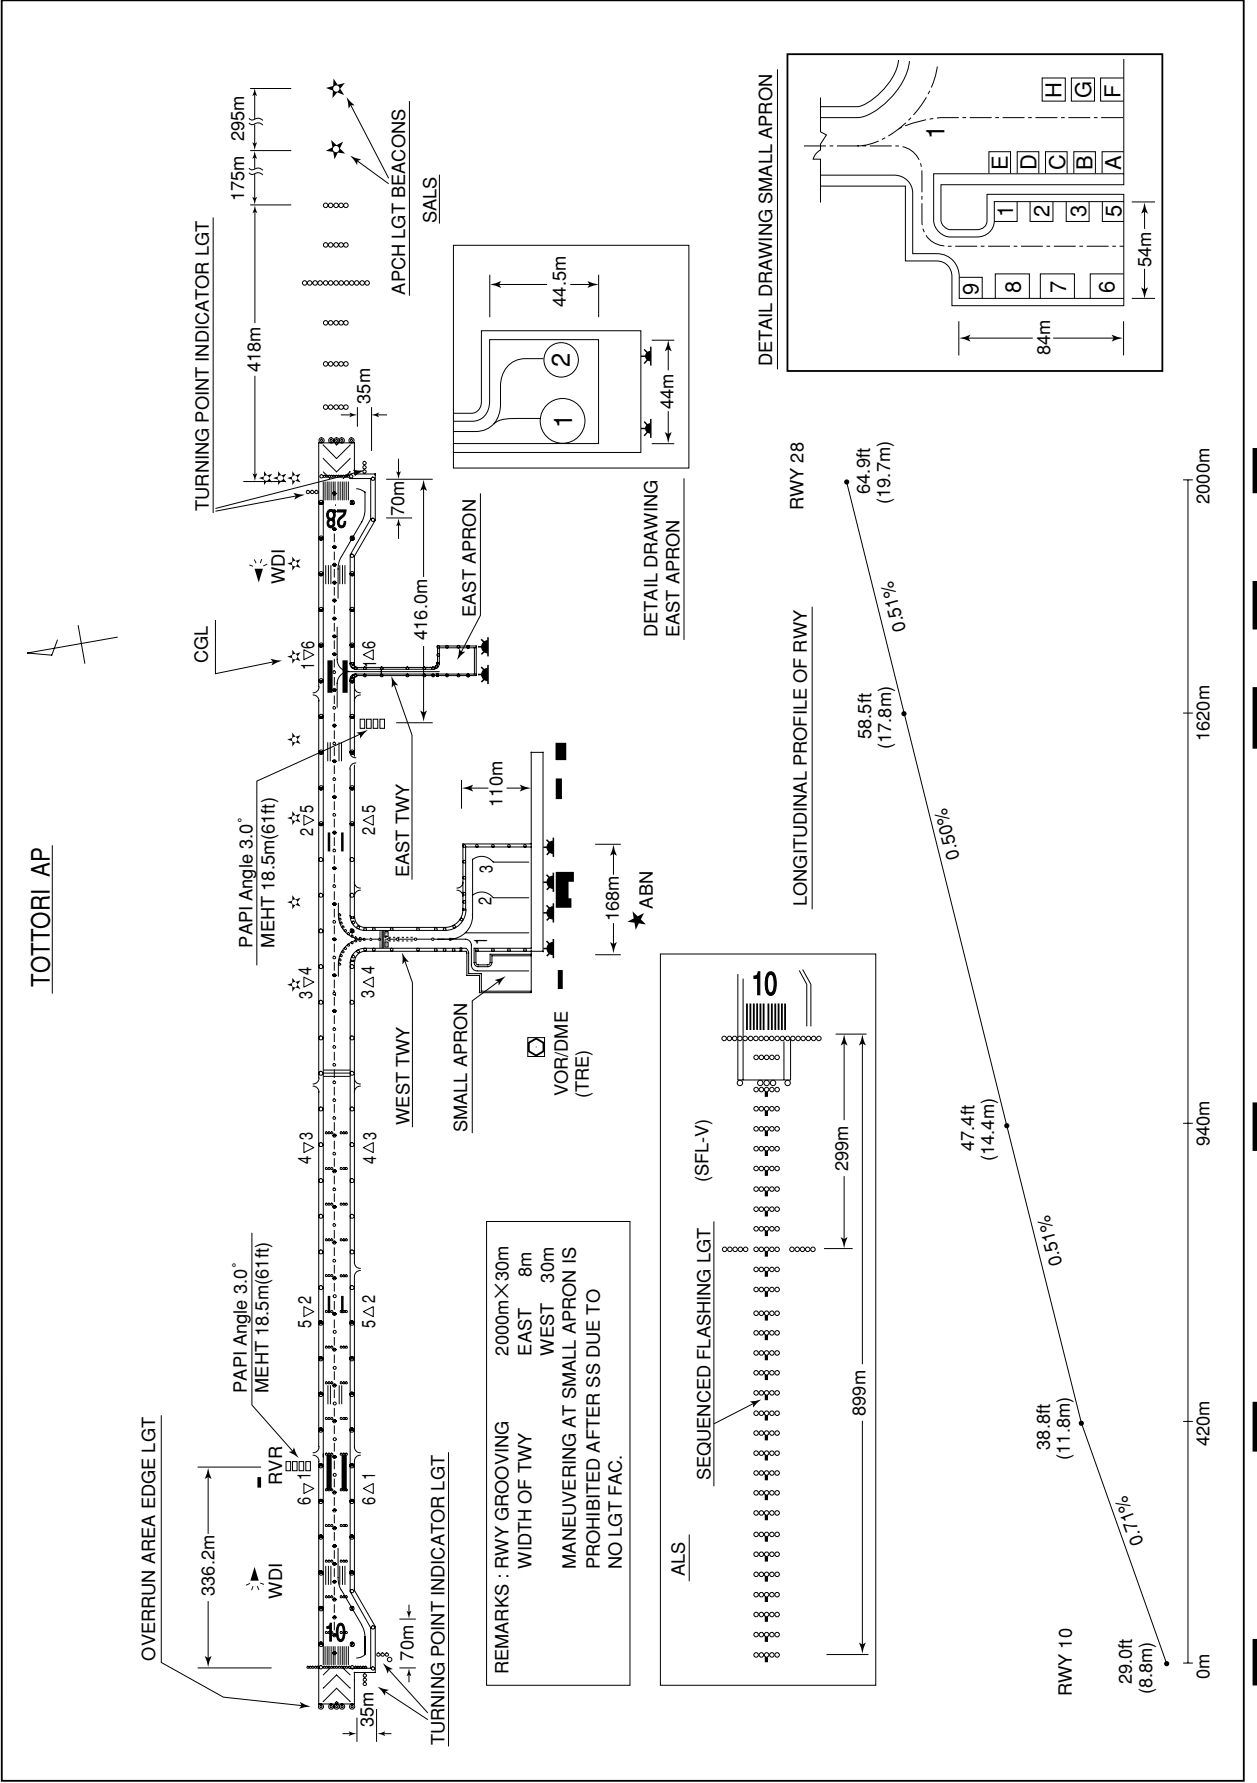 TOTTORI AP
OVERRUN AREA EDGE LGT
336.2m
WDI
RVR
PAPI Angle 3.0°
MEHT 18.5m(61ft)
PAPI Angle 3.0°
MEHT 18.5m(61ft)
CGL
WDI
TURNING POINT INDICATOR LGT
418m
175m
295m
6▽1
5▽2
4▽3
3▽4
2▽5
1▽6
10
28
6△1
5△2
4△3
3△4
2△5
1△6
35m
70m
TURNING POINT INDICATOR LGT
WEST TWY
SMALL APRON
1
2
3
110m
168m
ABN
VOR/DME
(TRE)
EAST TWY
EAST APRON
416.0m
70m
35m
APCH LGT BEACONS
SALS
1
2
44.5m
44m
DETAIL DRAWING
EAST APRON
REMARKS : RWY GROOVING 2000m×30m
WIDTH OF TWY EAST 8m
WEST 30m
MANEUVERING AT SMALL APRON IS
PROHIBITED AFTER SS DUE TO
NO LGT FAC.
ALS
SEQUENCED FLASHING LGT
(SFL-V)
10
299m
899m
DETAIL DRAWING SMALL APRON
1
9
8
7
6
1
2
3
5
E
D
C
B
A
H
G
F
84m
54m
LONGITUDINAL PROFILE OF RWY
RWY 10
29.0ft
(8.8m)
0.71%
38.8ft
(11.8m)
0.51%
47.4ft
(14.4m)
0.50%
58.5ft
(17.8m)
0.51%
RWY 28
64.9ft
(19.7m)
0m
420m
940m
1620m
2000m